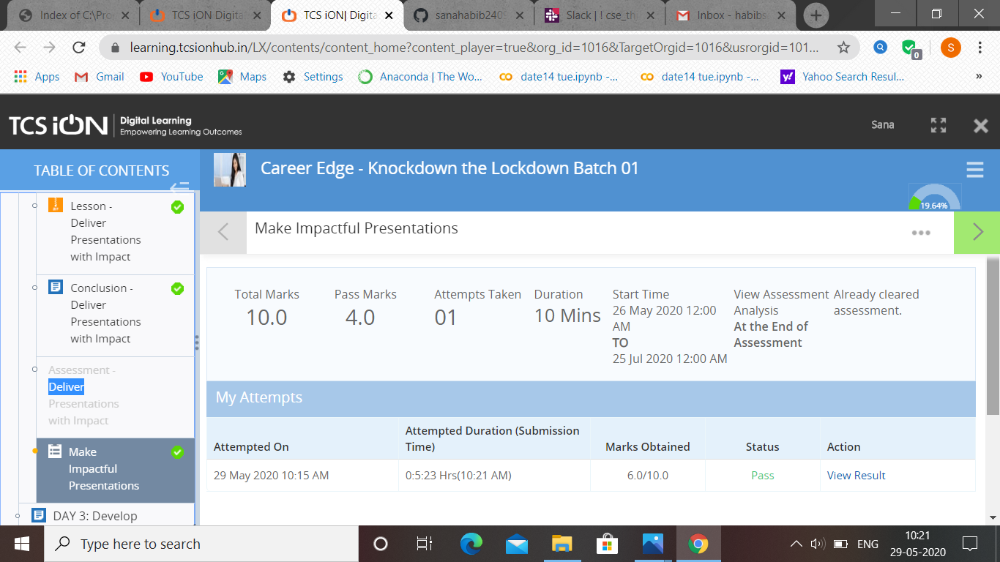 Index of C:\Pro
TCS iON Digital
TCS iON| Digita
sanahabib2409
Slack | ! cse_thi
Inbox - habibs
learning.tcsionhub.in/LX/contents/content_home?content_player=true&org_id=1016&TargetOrgid=1016&usrorgid=101...
S
0
Apps
Gmail
YouTube
Maps
Settings
Anaconda | The Wo...
date14 tue.ipynb -...
date14 tue.ipynb -...
Yahoo Search Resul...
»
TCS iON
Digital Learning
Empowering Learning Outcomes
Sana
TABLE OF CONTENTS
Career Edge - Knockdown the Lockdown Batch 01
19.64%
Lesson -
Deliver
Presentations
with Impact
Conclusion -
Deliver
Presentations
with Impact
Assessment -
Deliver
Presentations
with Impact
Make
Impactful
Presentations
DAY 3: Develop
Make Impactful Presentations
Total Marks
10.0
Pass Marks
4.0
Attempts Taken
01
Duration
10 Mins
Start Time
26 May 2020 12:00
AM
TO
25 Jul 2020 12:00 AM
View Assessment
Analysis
At the End of
Assessment
Already cleared
assessment.
My Attempts
Attempted On
Attempted Duration (Submission
Time)
Marks Obtained
Status
Action
29 May 2020 10:15 AM
0:5:23 Hrs(10:21 AM)
6.0/10.0
Pass
View Result
Type here to search
ENG
10:21
29-05-2020